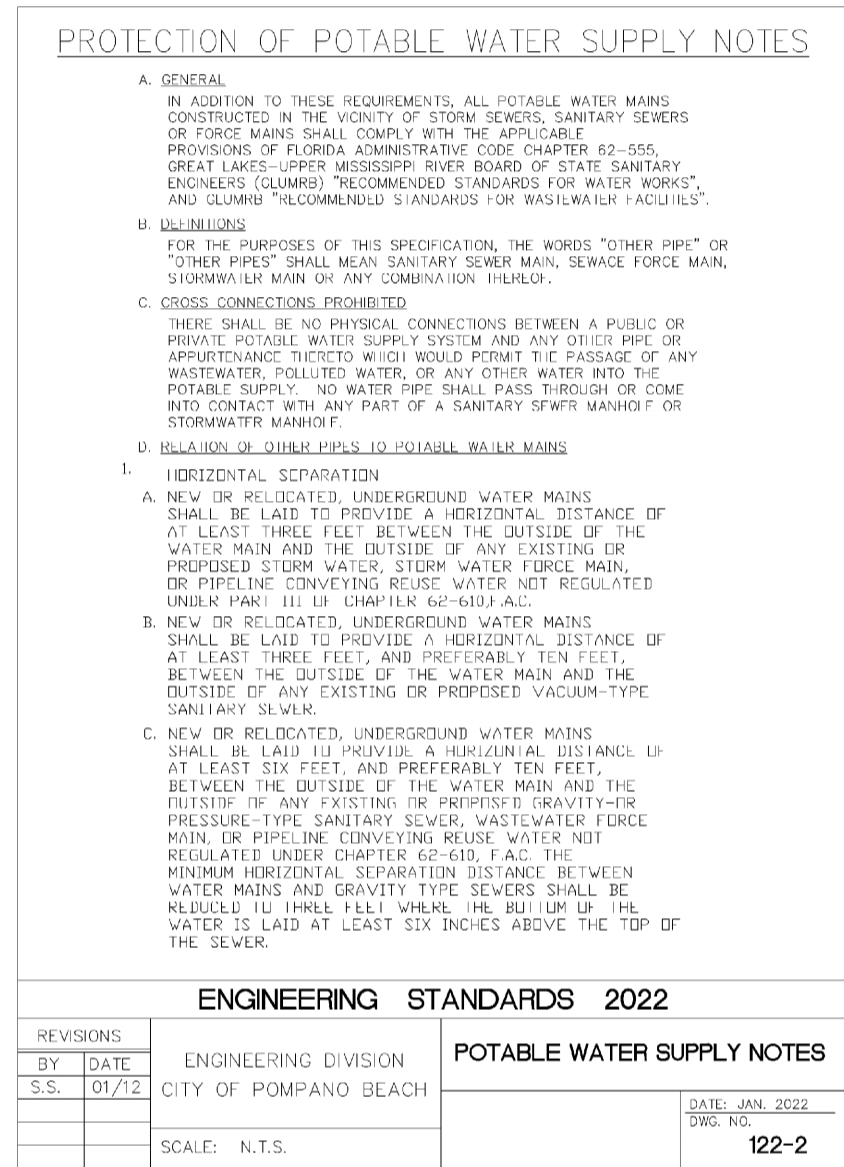 PROTECTION OF POTABLE WATER SUPPLY NOTES
A. GENERAL
IN ADDITION TO THESE REQUIREMENTS, ALL POTABLE WATER MAINS
CONSTRUCTED IN THE VICINITY OF STORM SEWERS, SANITARY SEWERS
OR FORCE MAINS SHALL COMPLY WITH THE APPLICABLE
PROVISIONS OF FLORIDA ADMINISTRATIVE CODE CHAPTER 62-555,
GREAT LAKES-UPPER MISSISSIPPI RIVER BOARD OF STATE SANITARY
ENGINEERS (GLUMRB) "RECOMMENDED STANDARDS FOR WATER WORKS",
AND GLUMRB "RECOMMENDED STANDARDS FOR WASTEWATER FACILITIES".
B. DEFINITIONS
FOR THE PURPOSES OF THIS SPECIFICATION, THE WORDS "OTHER PIPE" OR
"OTHER PIPES" SHALL MEAN SANITARY SEWER MAIN, SEWAGE FORCE MAIN,
STORMWATER MAIN OR ANY COMBINATION THEREOF.
C. CROSS CONNECTIONS PROHIBITED
THERE SHALL BE NO PHYSICAL CONNECTIONS BETWEEN A PUBLIC OR
PRIVATE POTABLE WATER SUPPLY SYSTEM AND ANY OTHER PIPE OR
APPURTENANCE THERETO WHICH WOULD PERMIT THE PASSAGE OF ANY
WASTEWATER, POLLUTED WATER, OR ANY OTHER WATER INTO THE
POTABLE SUPPLY. NO WATER PIPE SHALL PASS THROUGH OR COME
INTO CONTACT WITH ANY PART OF A SANITARY SEWER MANHOLE OR
STORMWATER MANHOLE.
D. RELATION OF OTHER PIPES TO POTABLE WATER MAINS
1. HORIZONTAL SEPARATION
A. NEW OR RELOCATED, UNDERGROUND WATER MAINS
SHALL BE LAID TO PROVIDE A HORIZONTAL DISTANCE OF
AT LEAST THREE FEET BETWEEN THE OUTSIDE OF THE
WATER MAIN AND THE OUTSIDE OF ANY EXISTING OR
PROPOSED STORM WATER, STORM WATER FORCE MAIN,
OR PIPELINE CONVEYING REUSE WATER NOT REGULATED
UNDER PART III OF CHAPTER 62-610,F.A.C.
B. NEW OR RELOCATED, UNDERGROUND WATER MAINS
SHALL BE LAID TO PROVIDE A HORIZONTAL DISTANCE OF
AT LEAST THREE FEET, AND PREFERABLY TEN FEET,
BETWEEN THE OUTSIDE OF THE WATER MAIN AND THE
OUTSIDE OF ANY EXISTING OR PROPOSED VACUUM-TYPE
SANITARY SEWER.
C. NEW OR RELOCATED, UNDERGROUND WATER MAINS
SHALL BE LAID TO PROVIDE A HORIZONTAL DISTANCE OF
AT LEAST SIX FEET, AND PREFERABLY TEN FEET,
BETWEEN THE OUTSIDE OF THE WATER MAIN AND THE
OUTSIDE OF ANY EXISTING OR PROPOSED GRAVITY-OR
PRESSURE-TYPE SANITARY SEWER, WASTEWATER FORCE
MAIN, OR PIPELINE CONVEYING REUSE WATER NOT
REGULATED UNDER CHAPTER 62-610, F.A.C. THE
MINIMUM HORIZONTAL SEPARATION DISTANCE BETWEEN
WATER MAINS AND GRAVITY TYPE SEWERS SHALL BE
REDUCED TO THREE FEET WHERE THE BOTTOM OF THE
WATER IS LAID AT LEAST SIX INCHES ABOVE THE TOP OF
THE SEWER.
ENGINEERING STANDARDS 2022
REVISIONS
BY DATE
S.S. 01/12
ENGINEERING DIVISION
CITY OF POMPANO BEACH
SCALE: N.T.S.
POTABLE WATER SUPPLY NOTES
DATE: JAN. 2022
DWG. NO.
122-2